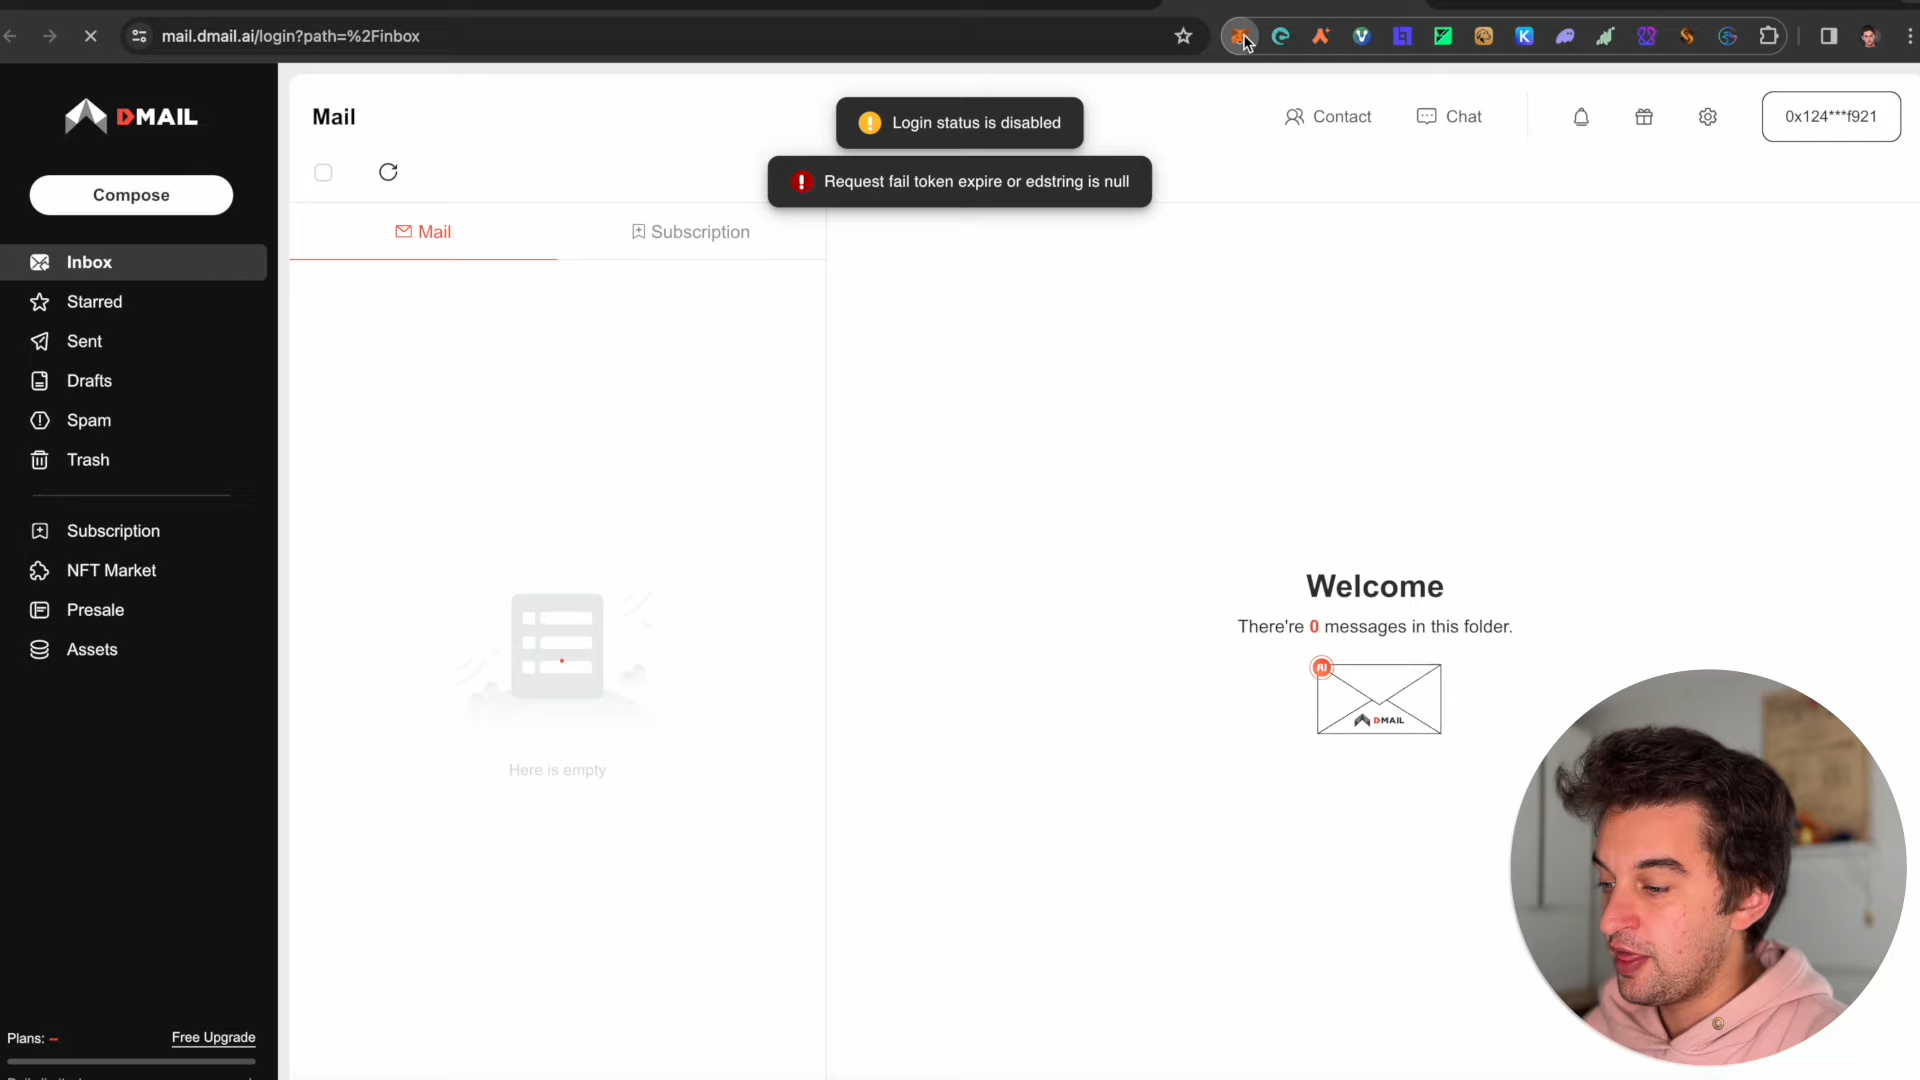 mail.dmail.ai/login?path=%2Finbox
DMAIL
Mail
Login status is disabled
Contact
Chat
0x124***f921
Request fail token expire or edstring is null
Compose
Mail
Subscription
Inbox
Starred
Sent
Drafts
Spam
Trash
Subscription
NFT Market
Presale
Assets
Welcome
There're 0 messages in this folder.
AI
DMAIL
Here is empty
Plans: --
Free Upgrade